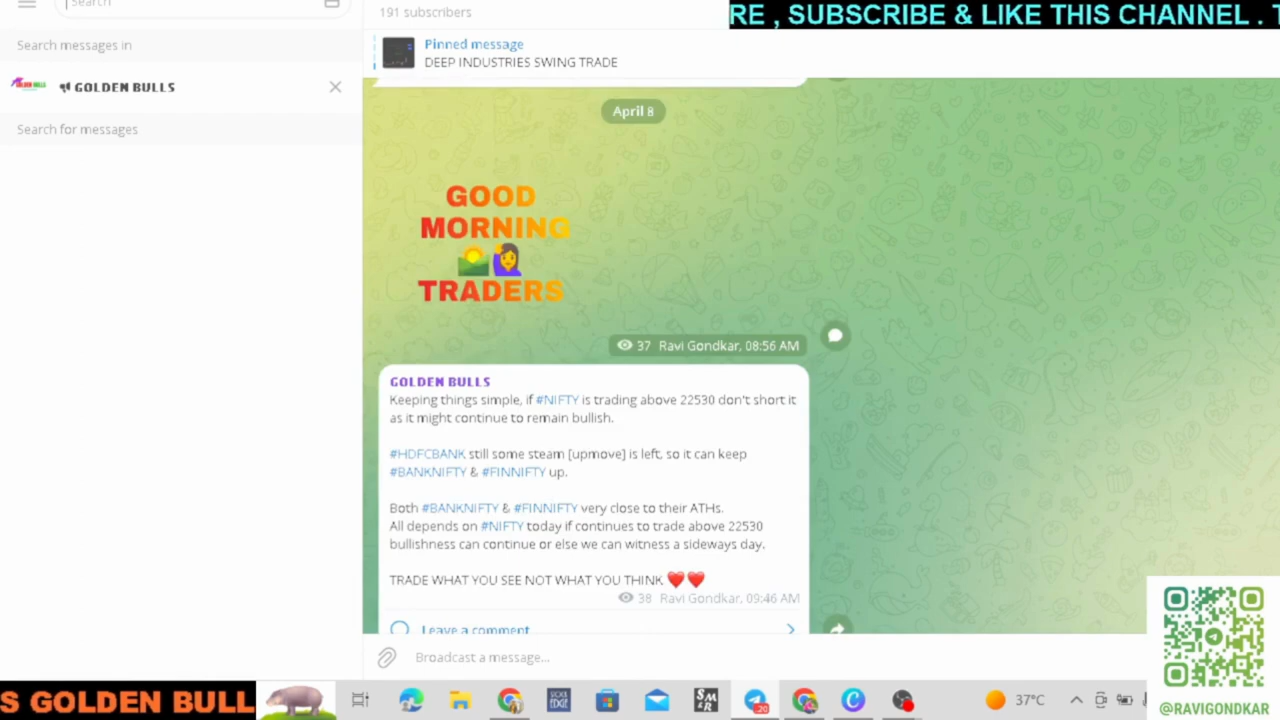 Search
191 subscribers
RE , SUBSCRIBE & LIKE THIS CHANNEL . T
Search messages in
Pinned message
DEEP INDUSTRIES SWING TRADE
GOLDEN BULLS
Search for messages
April 8
GOOD
MORNING
TRADERS
37 Ravi Gondkar, 08:56 AM
GOLDEN BULLS
Keeping things simple, if #NIFTY is trading above 22530 don't short it
as it might continue to remain bullish.
#HDFCBANK still some steam [upmove] is left, so it can keep
#BANKNIFTY & #FINNIFTY up.
Both #BANKNIFTY & #FINNIFTY very close to their ATHs.
All depends on #NIFTY today if continues to trade above 22530
bullishness can continue or else we can witness a sideways day.
TRADE WHAT YOU SEE NOT WHAT YOU THINK
38 Ravi Gondkar, 09:46 AM
Leave a comment
Broadcast a message...
S GOLDEN BULL
37°C
@RAVIGONDKAR